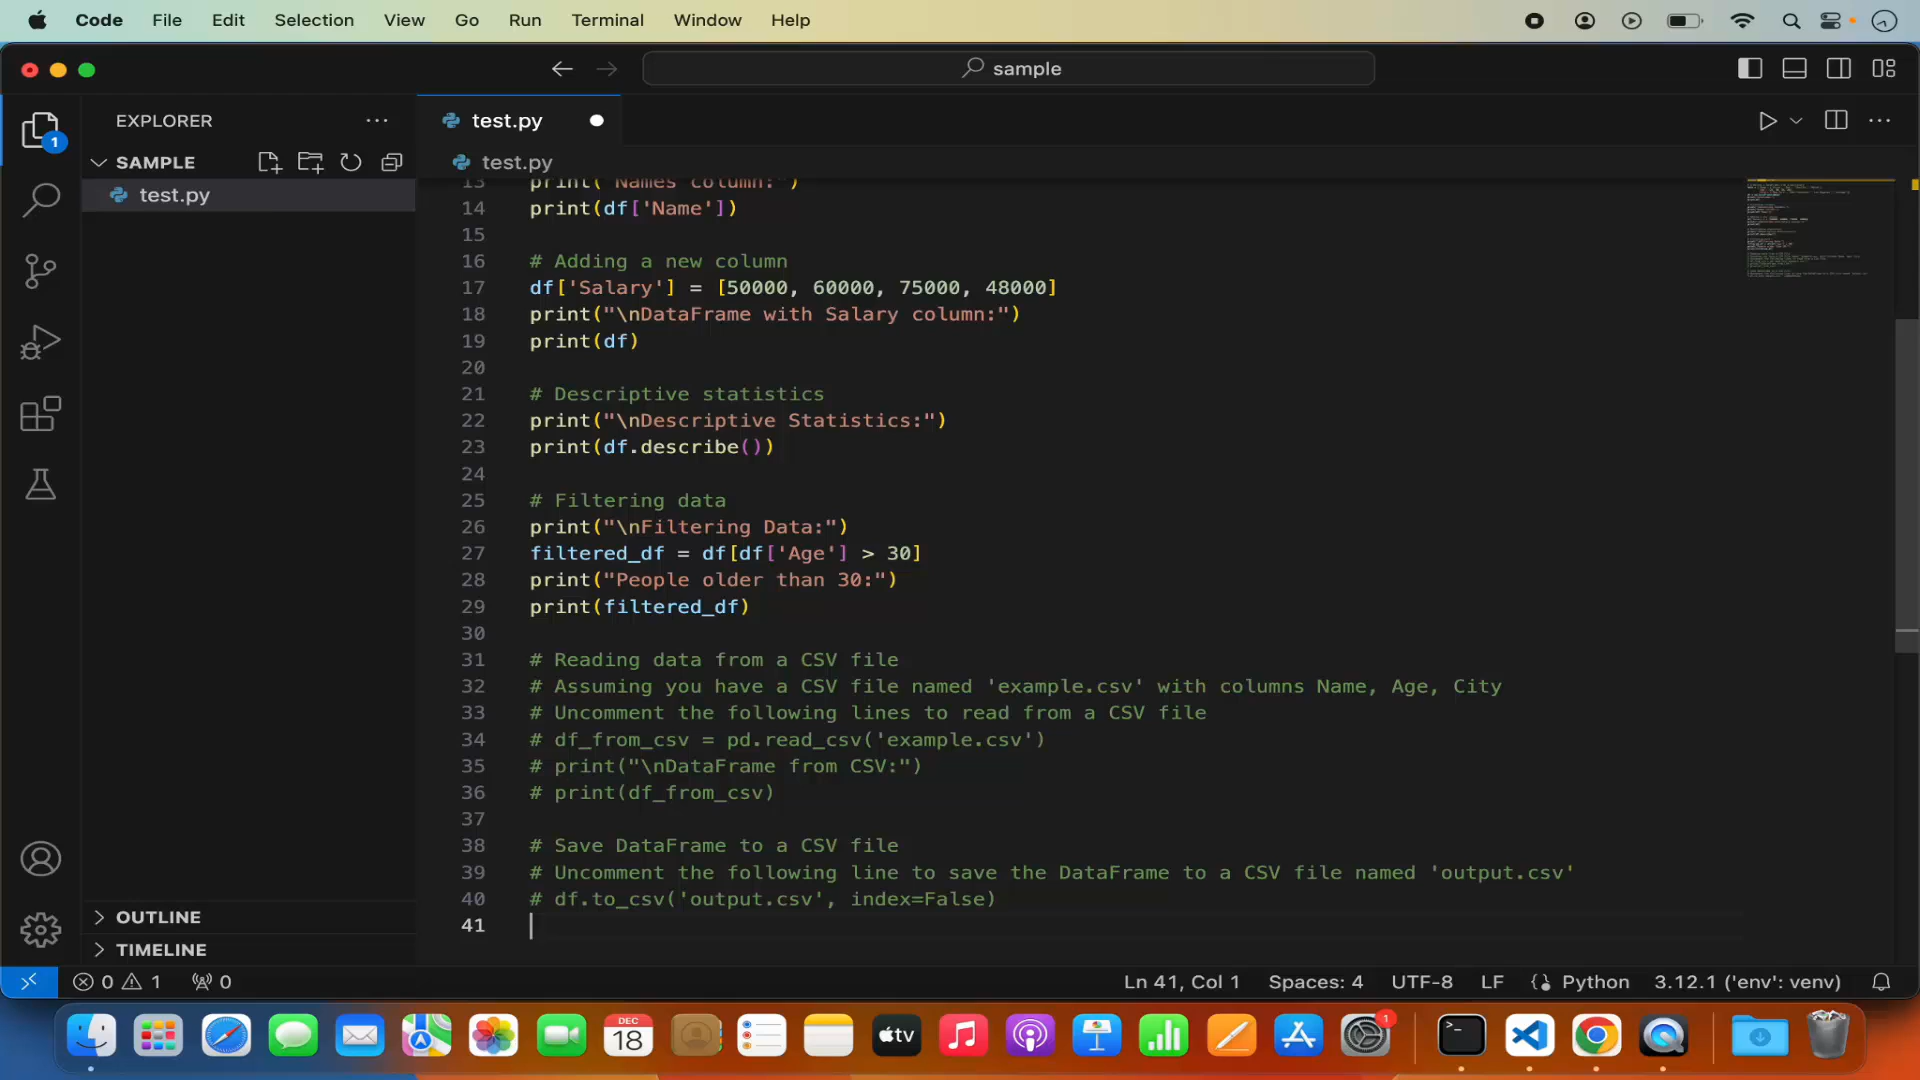 Code File Edit Selection View Go Run Terminal Window Help
sample
EXPLORER
1
SAMPLE
test.py
OUTLINE
TIMELINE
test.py
test.py
13 print("Names column:")
14 print(df['Name'])
15
16 # Adding a new column
17 df['Salary'] = [50000, 60000, 75000, 48000]
18 print("\nDataFrame with Salary column:")
19 print(df)
20
21 # Descriptive statistics
22 print("\nDescriptive Statistics:")
23 print(df.describe())
24
25 # Filtering data
26 print("\nFiltering Data:")
27 filtered_df = df[df['Age'] > 30]
28 print("People older than 30:")
29 print(filtered_df)
30
31 # Reading data from a CSV file
32 # Assuming you have a CSV file named 'example.csv' with columns Name, Age, City
33 # Uncomment the following lines to read from a CSV file
34 # df_from_csv = pd.read_csv('example.csv')
35 # print("\nDataFrame from CSV:")
36 # print(df_from_csv)
37
38 # Save DataFrame to a CSV file
39 # Uncomment the following line to save the DataFrame to a CSV file named 'output.csv'
40 # df.to_csv('output.csv', index=False)
41
0 1 0 Ln 41, Col 1 Spaces: 4 UTF-8 LF Python 3.12.1 ('env': venv)
DEC
18
tv
1